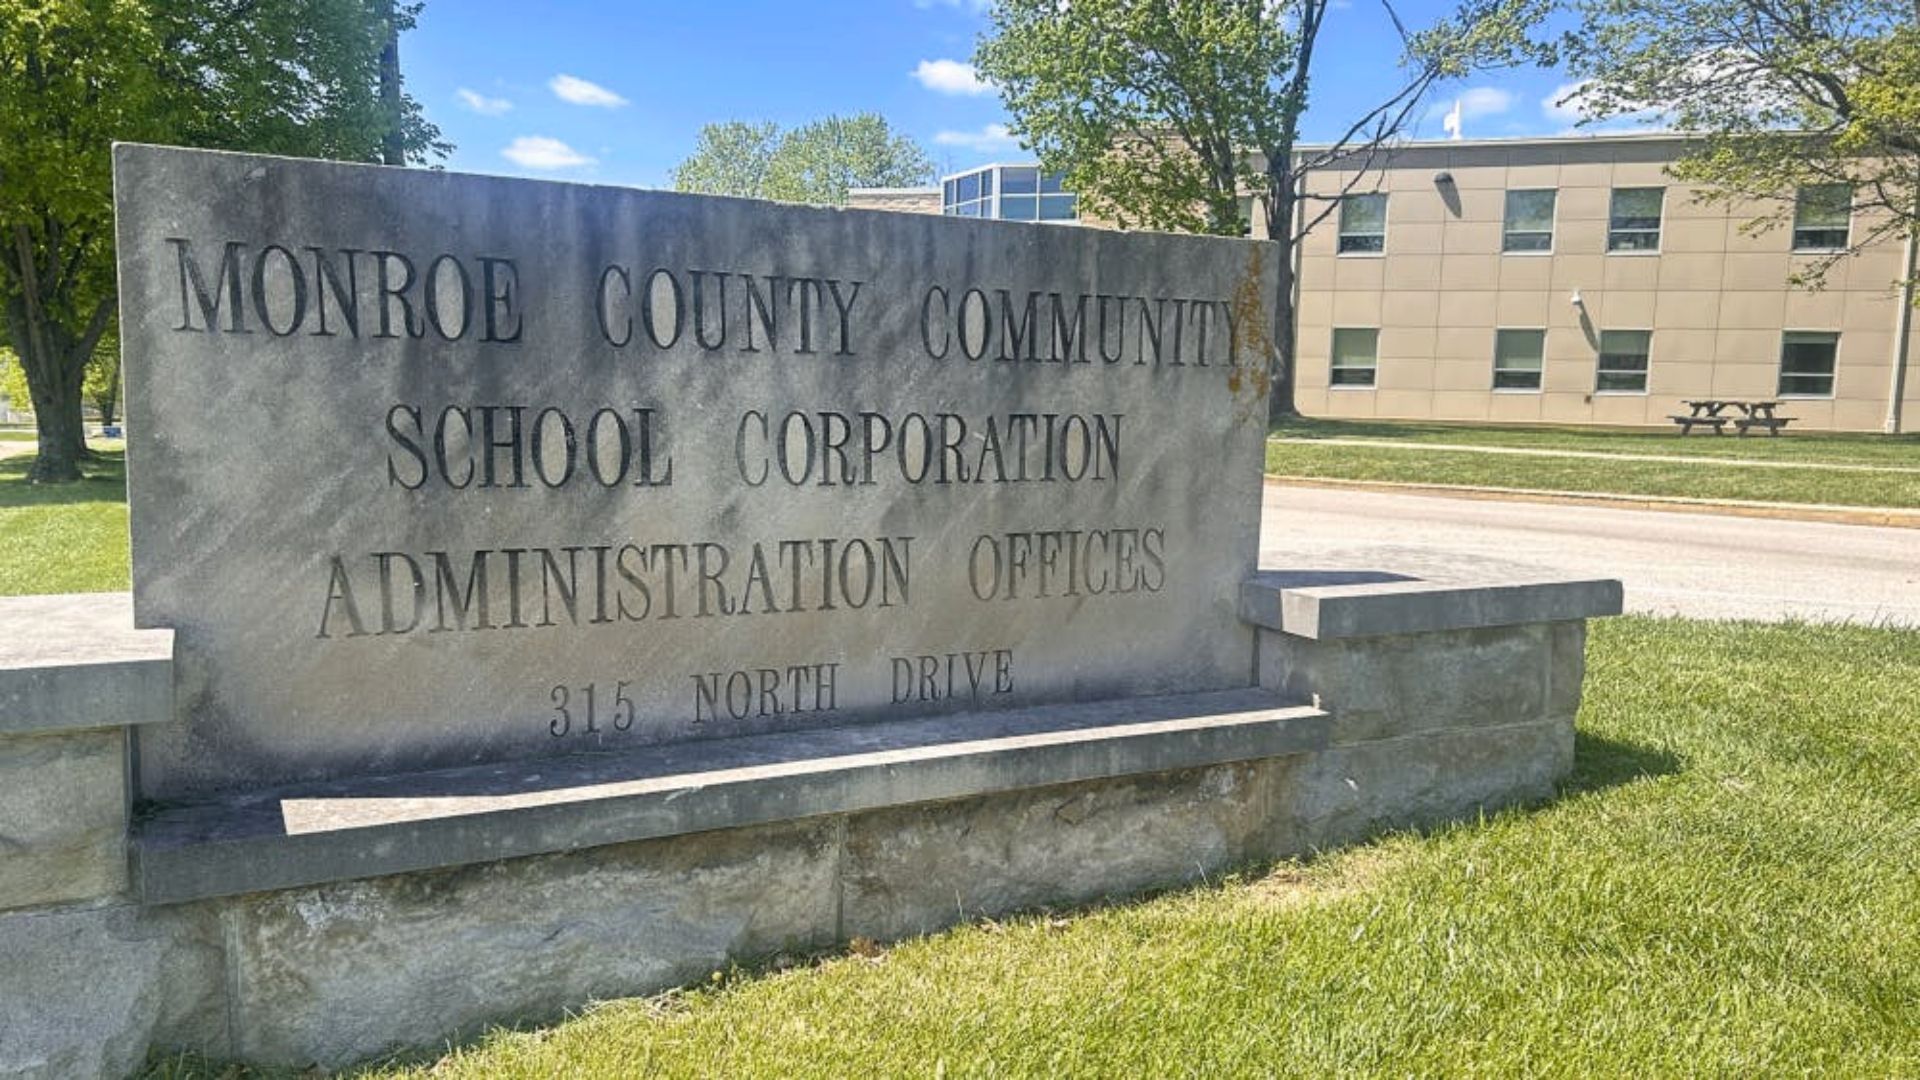 MONROE COUNTY COMMUNITY
SCHOOL CORPORATION
ADMINISTRATION OFFICES
315 NORTH DRIVE